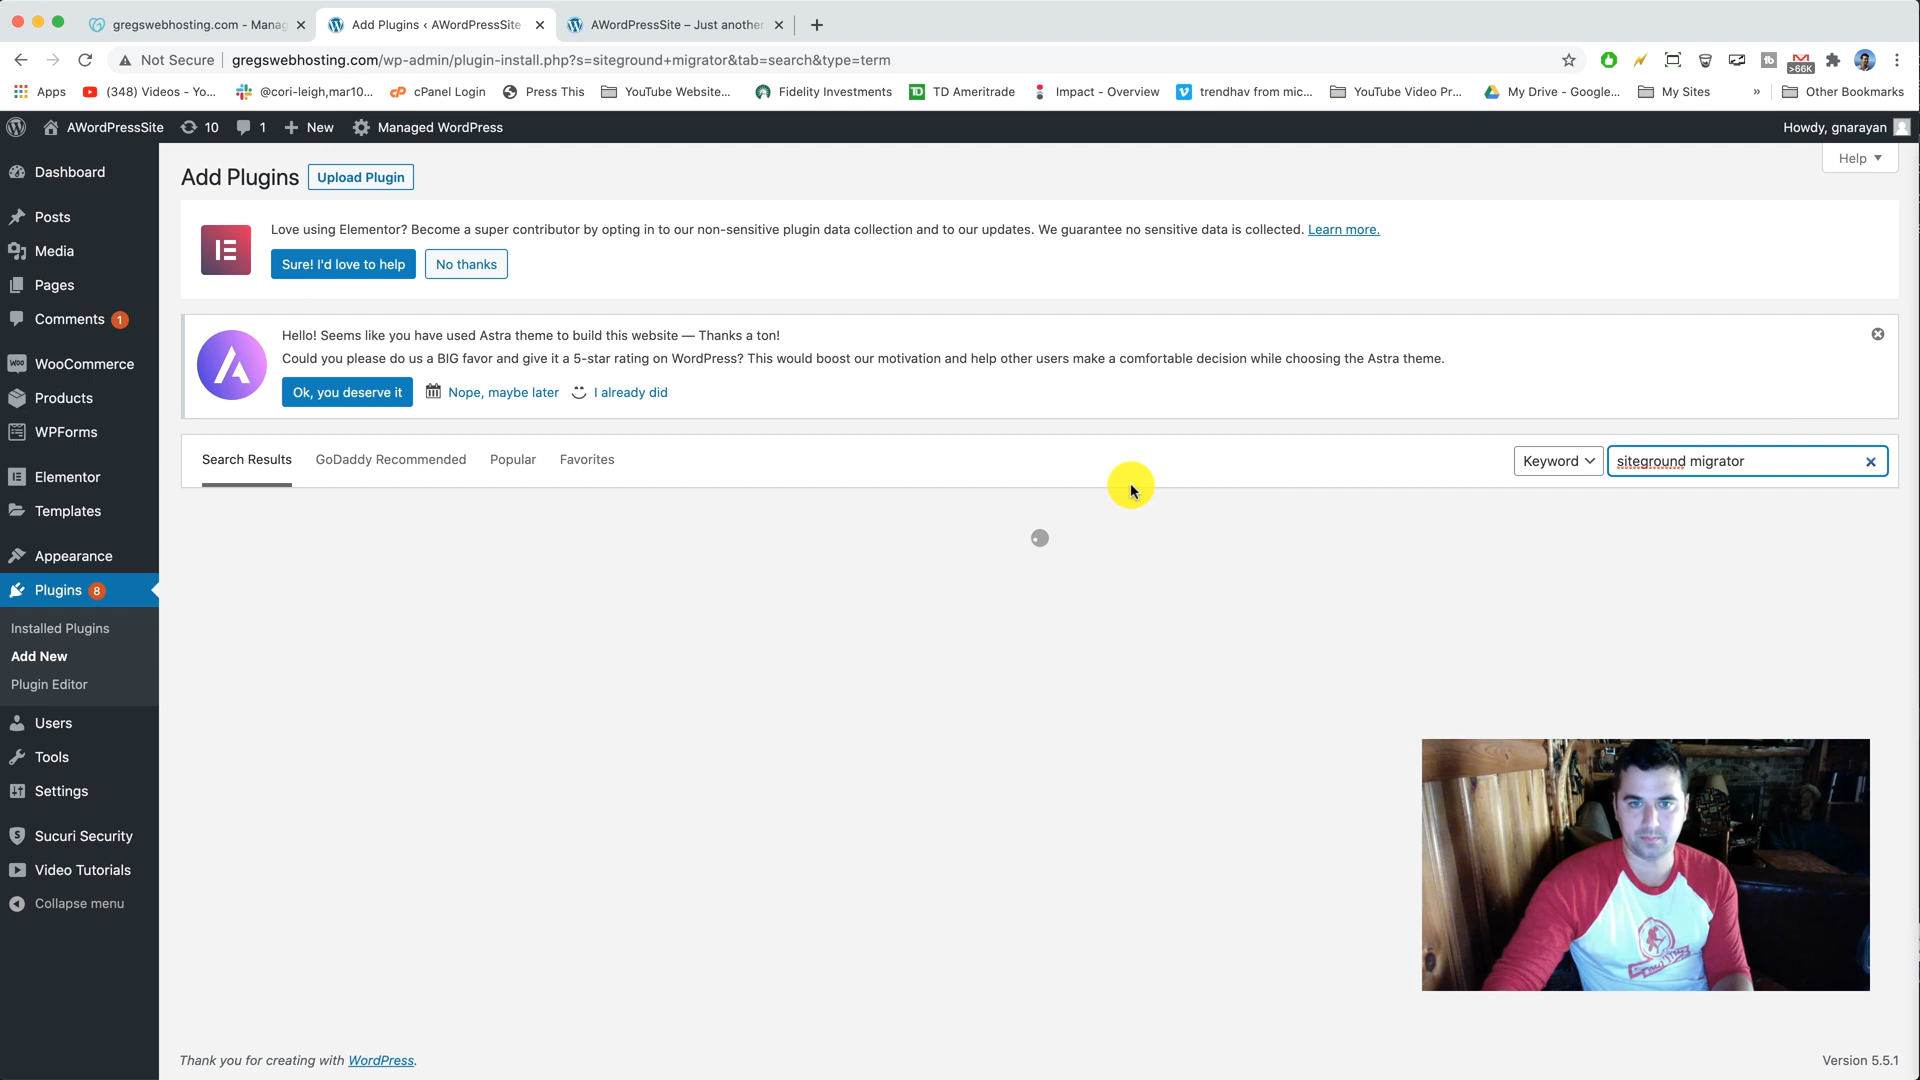 gregswebhosting.com - Manag
Add Plugins ‹ AWordPressSite
AWordPressSite – Just another
Not Secure
gregswebhosting.com/wp-admin/plugin-install.php?s=siteground+migrator&tab=search&type=term
>66K
Apps
(348) Videos - Yo...
@cori-leigh,mar10...
cPanel Login
Press This
YouTube Website...
Fidelity Investments
TD Ameritrade
Impact - Overview
trendhav from mic...
YouTube Video Pr...
My Drive - Google...
My Sites
»
Other Bookmarks
AWordPressSite
10
1
New
Managed WordPress
Howdy, gnarayan
Help
Dashboard
Posts
Media
Pages
Comments 1
WooCommerce
Products
WPForms
Elementor
Templates
Appearance
Plugins 8
Installed Plugins
Add New
Plugin Editor
Users
Tools
Settings
Sucuri Security
Video Tutorials
Collapse menu
Add Plugins
Upload Plugin
Love using Elementor? Become a super contributor by opting in to our non-sensitive plugin data collection and to our updates. We guarantee no sensitive data is collected. Learn more.
Sure! I'd love to help
No thanks
Hello! Seems like you have used Astra theme to build this website — Thanks a ton!
Could you please do us a BIG favor and give it a 5-star rating on WordPress? This would boost our motivation and help other users make a comfortable decision while choosing the Astra theme.
Ok, you deserve it
Nope, maybe later
I already did
Search Results
GoDaddy Recommended
Popular
Favorites
Keyword
siteground migrator
Thank you for creating with WordPress.
Version 5.5.1